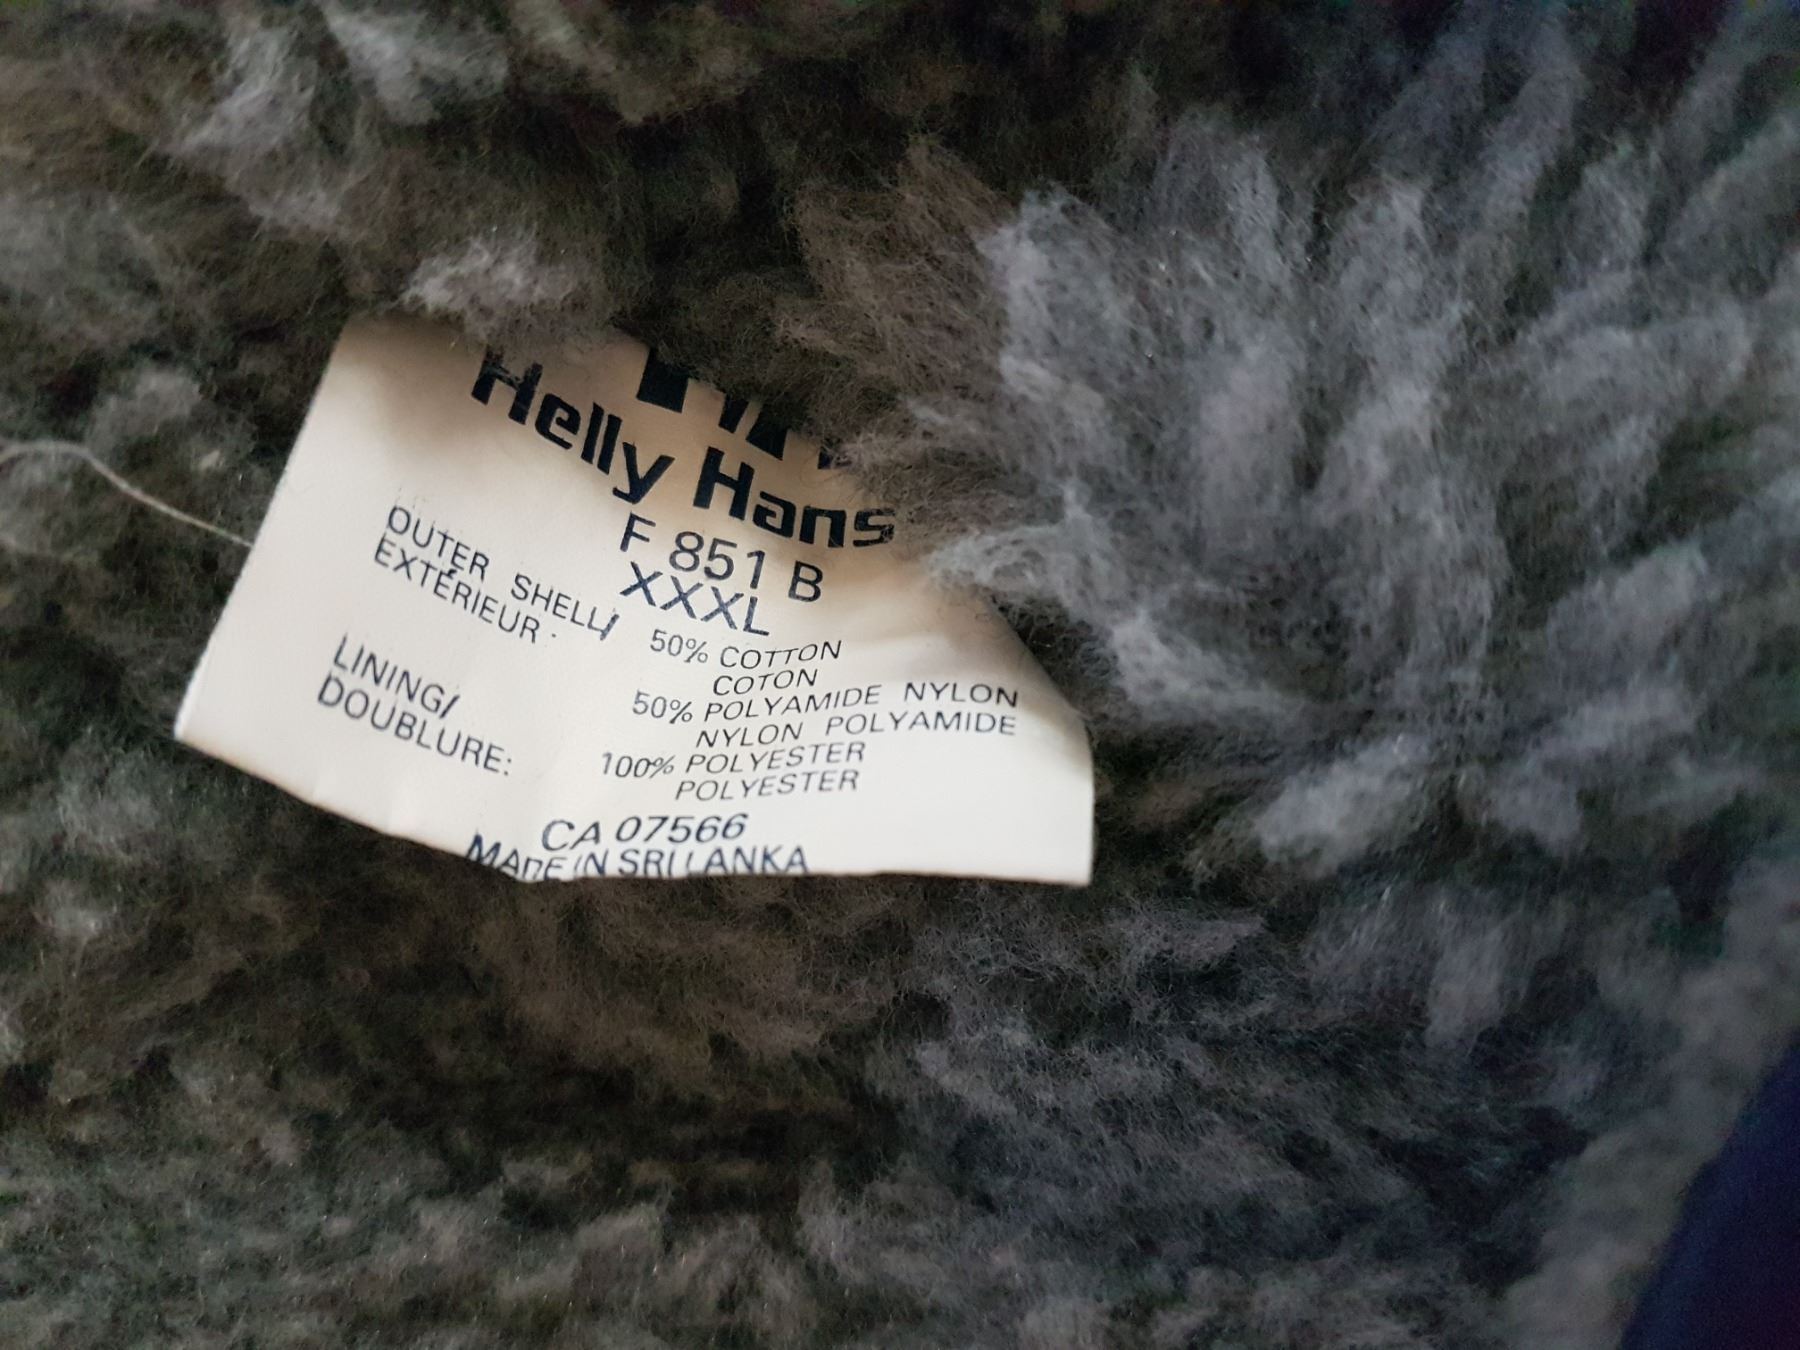 Helly Hans
F 851 B
XXXL
OUTER SHELL/
EXTÉRIEUR:
50% COTTON
COTON
50% POLYAMIDE NYLON
NYLON POLYAMIDE
LINING/
DOUBLURE:
100% POLYESTER
POLYESTER
CA 07566
MADE IN SRI LANKA